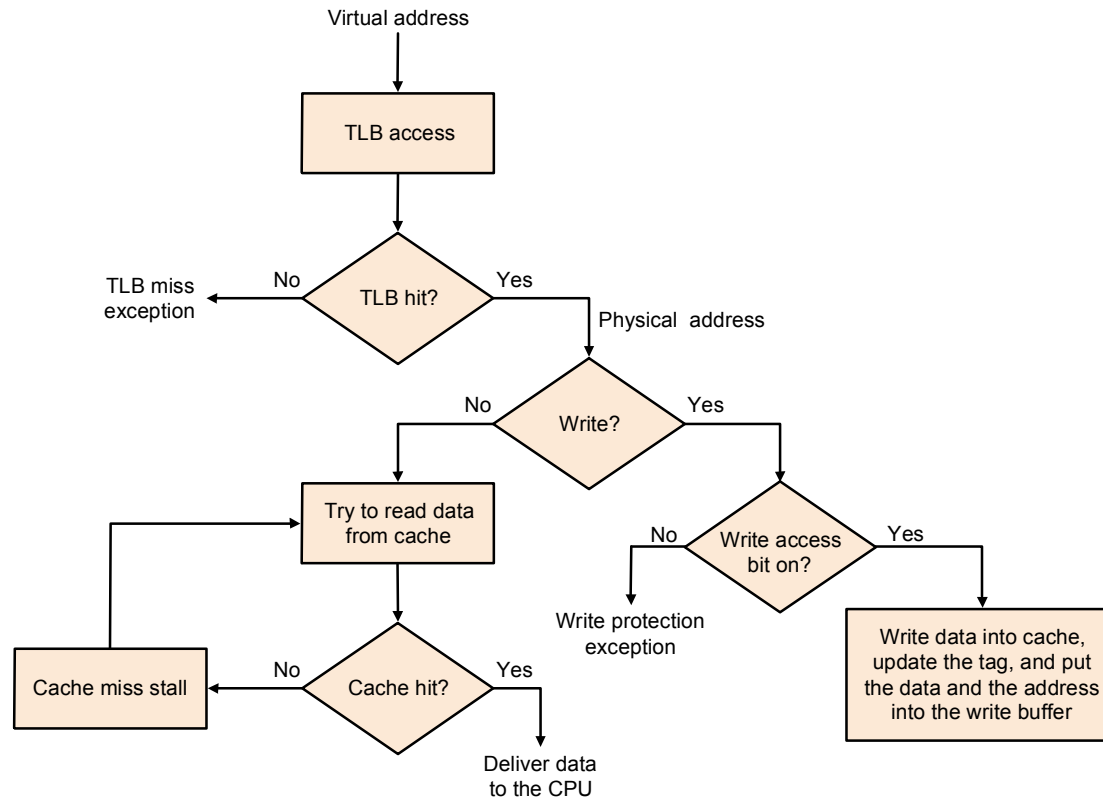 Virtual address
TLB access
TLB hit?
No
Yes
TLB miss
exception
Physical address
Write?
No
Yes
Try to read data
from cache
Write access
bit on?
No
Yes
Write protection
exception
Write data into cache,
update the tag, and put
the data and the address
into the write buffer
Cache hit?
No
Yes
Cache miss stall
Deliver data
to the CPU